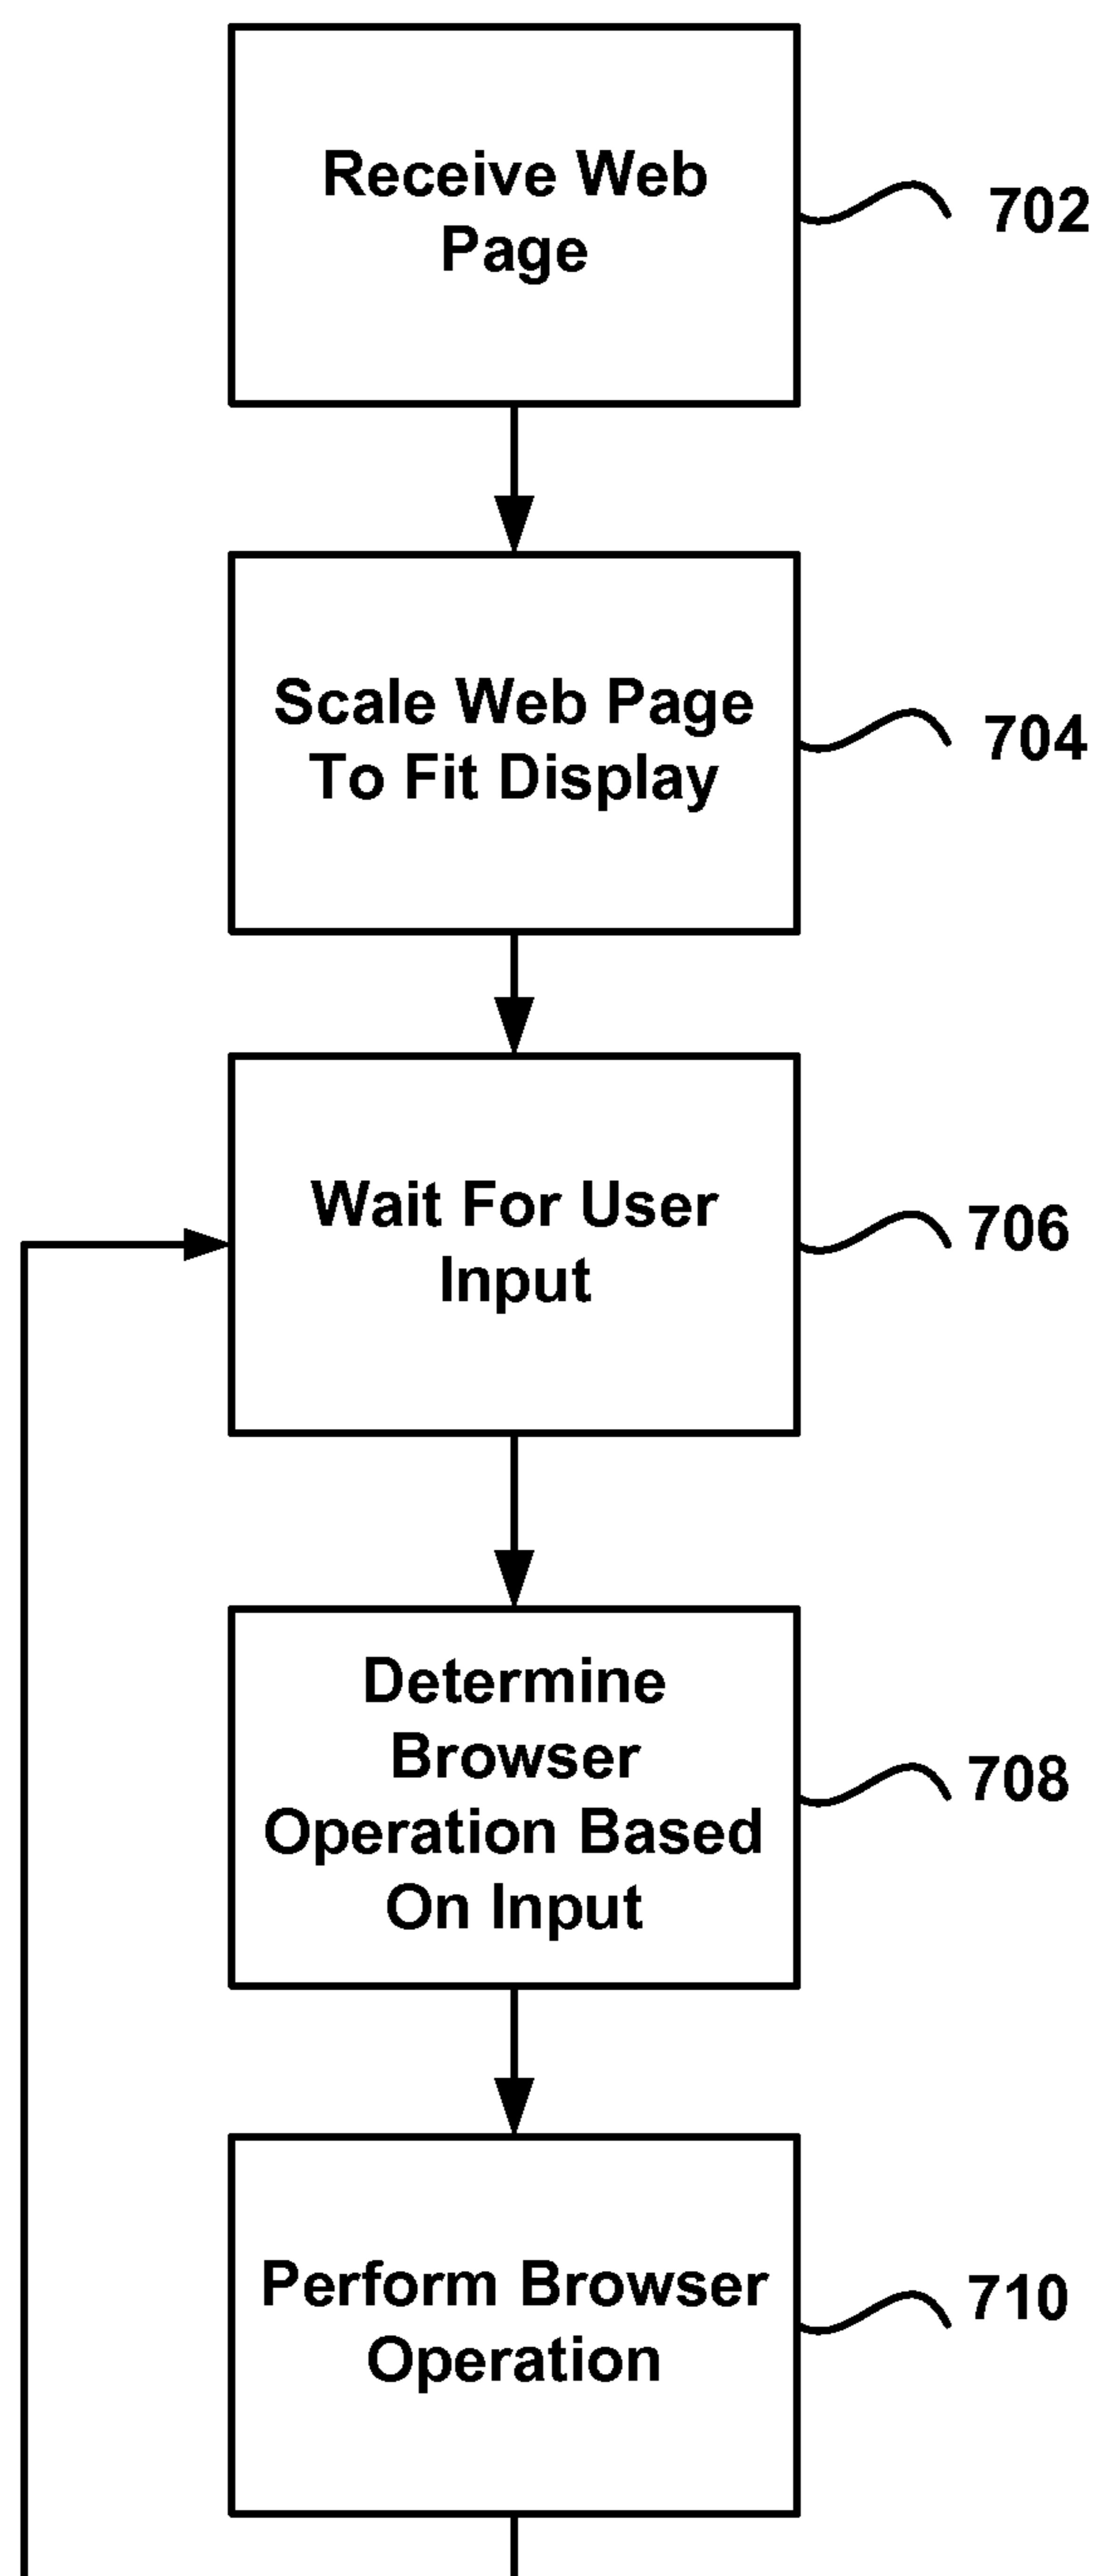 Receive Web
Page
702
Scale Web Page
To Fit Display
704
Wait For User
Input
706
Determine
Browser
Operation Based
On Input
708
Perform Browser
Operation
710